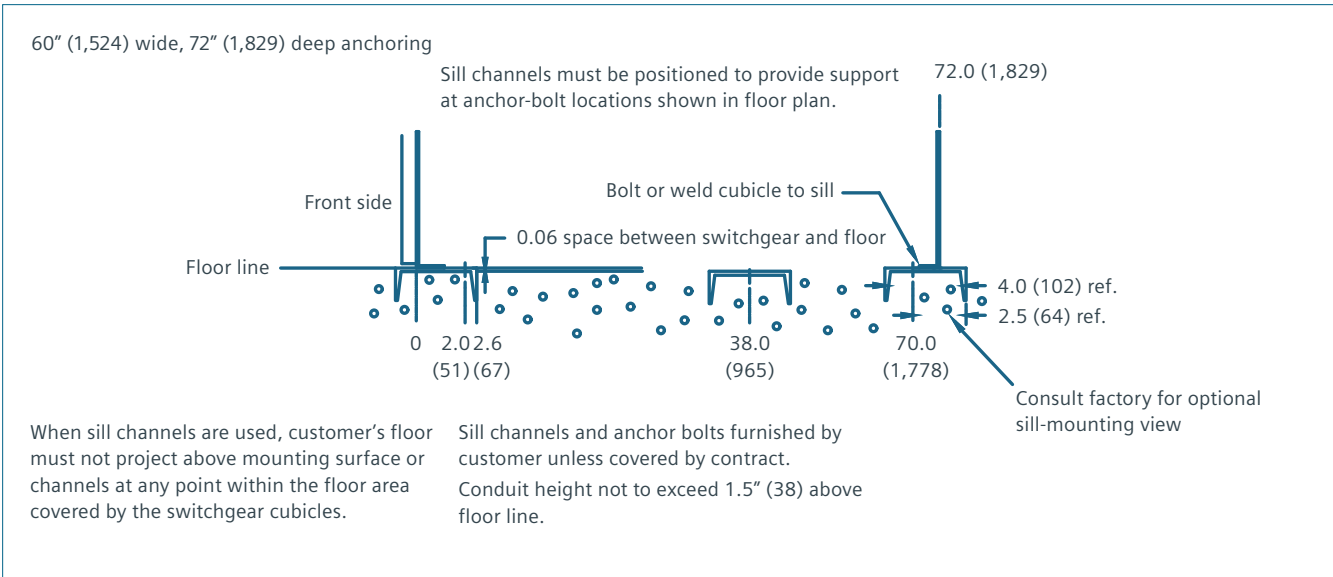 60” (1,524) wide, 72” (1,829) deep anchoring
Sill channels must be positioned to provide support
at anchor-bolt locations shown in floor plan.
72.0 (1,829)
Front side
Bolt or weld cubicle to sill
0.06 space between switchgear and floor
Floor line
4.0 (102) ref.
2.5 (64) ref.
0 2.0 2.6 38.0 70.0
(51) (67) (965) (1,778)
Consult factory for optional
sill-mounting view
When sill channels are used, customer’s floor
must not project above mounting surface or
channels at any point within the floor area
covered by the switchgear cubicles.
Sill channels and anchor bolts furnished by
customer unless covered by contract.
Conduit height not to exceed 1.5” (38) above
floor line.